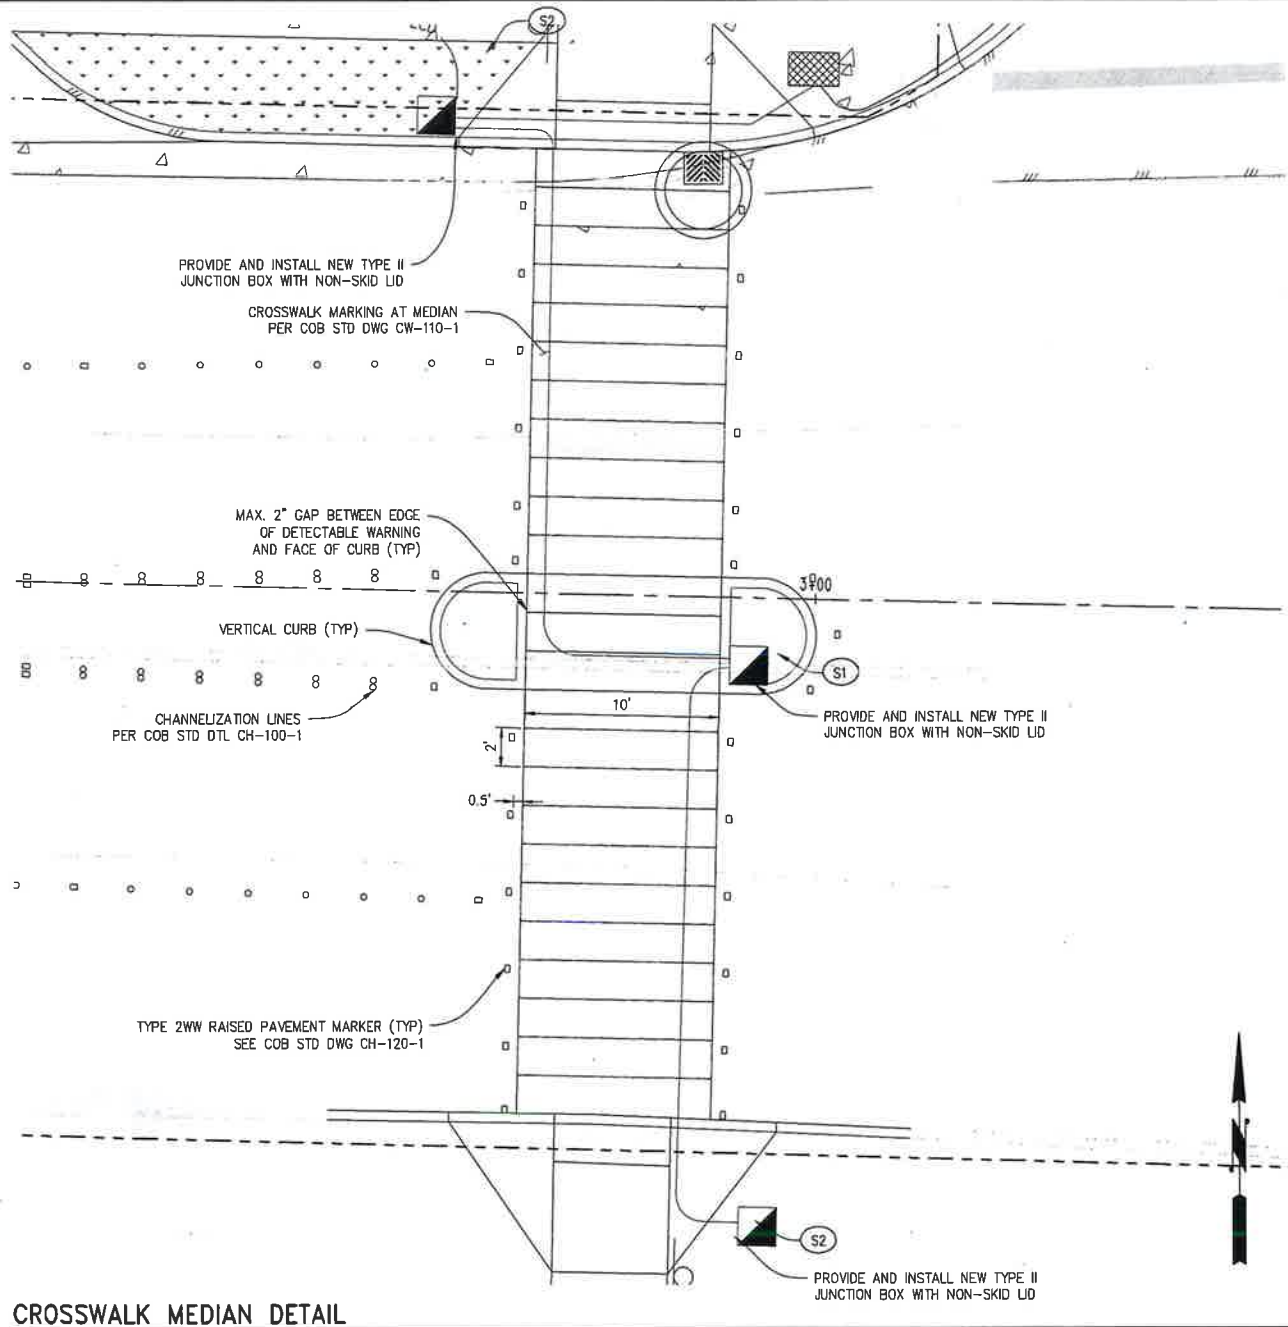 S2
PROVIDE AND INSTALL NEW TYPE II
JUNCTION BOX WITH NON-SKID LID
CROSSWALK MARKING AT MEDIAN
PER COB STD DWG CW-110-1
MAX. 2" GAP BETWEEN EDGE
OF DETECTABLE WARNING
AND FACE OF CURB (TYP)
3+00
VERTICAL CURB (TYP)
S1
10'
CHANNELIZATION LINES
PER COB STD DTL CH-100-1
PROVIDE AND INSTALL NEW TYPE II
JUNCTION BOX WITH NON-SKID LID
2'
0.5'
TYPE 2WW RAISED PAVEMENT MARKER (TYP)
SEE COB STD DWG CH-120-1
N
S2
PROVIDE AND INSTALL NEW TYPE II
JUNCTION BOX WITH NON-SKID LID
CROSSWALK MEDIAN DETAIL